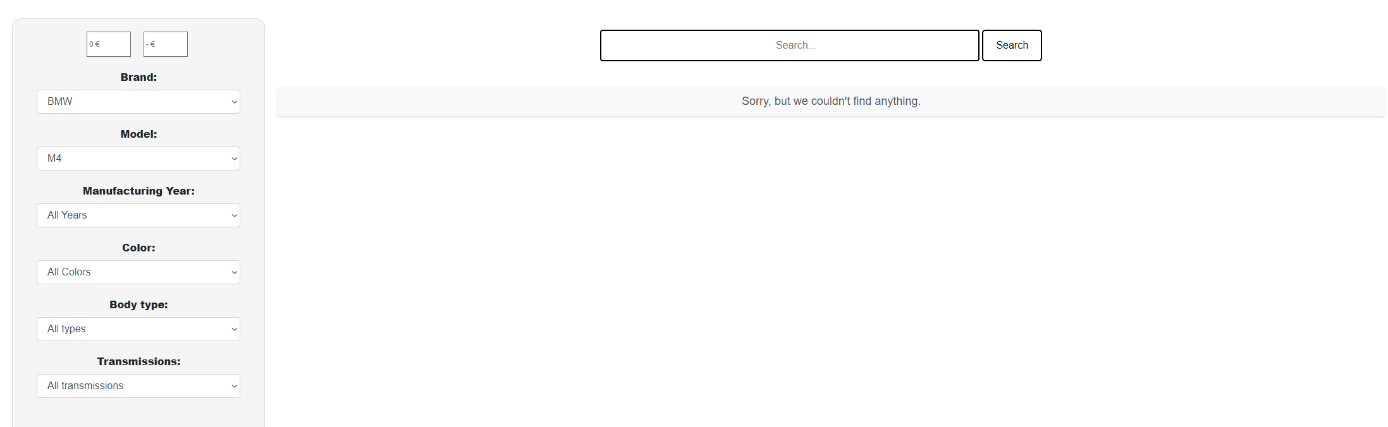 0 €
- €
Brand:
BMW
Model:
M4
Manufacturing Year:
All Years
Color:
All Colors
Body type:
All types
Transmissions:
All transmissions
Search...
Search
Sorry, but we couldn't find anything.